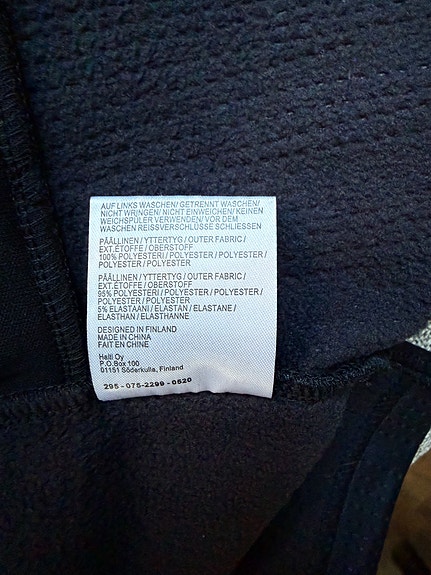 AUF LINKS WASCHEN/ GETRENNT WASCHEN/
NICHT WRINGEN/ NICHT EINWEICHEN/ KEINEN
WEICHSPÜLER VERWENDEN/ VOR DEM
WASCHEN REISSVERSCHLÜSSE SCHLIESSEN
PÄÄLLINEN / YTTERTYG / OUTER FABRIC /
EXT.ÉTOFFE / OBERSTOFF
100% POLYESTERI / POLYESTER / POLYESTER /
POLYESTER / POLYESTER
PÄÄLLINEN / YTTERTYG / OUTER FABRIC /
EXT.ÉTOFFE / OBERSTOFF
95% POLYESTERI / POLYESTER / POLYESTER /
POLYESTER / POLYESTER
5% ELASTAANI / ELASTAN / ELASTANE /
ELASTHAN / ELASTHANNE
DESIGNED IN FINLAND
MADE IN CHINA
FAIT EN CHINE
Halti Oy
P.O.Box 100
01151 Söderkulla, Finland
295 - 075-2299 - 0520